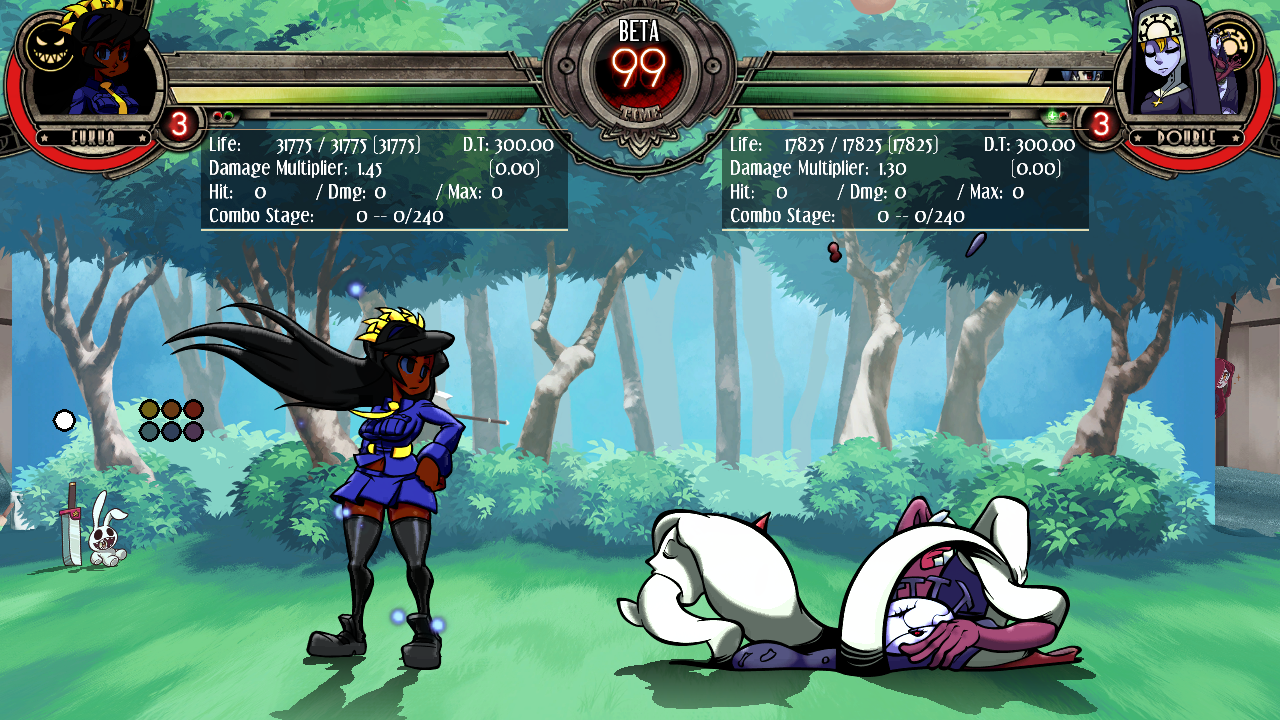 BETA
99
TIME
FUKUA
3
3
DOUBLE
Life: 31775 / 31775 (31775) D.T: 300.00
Damage Multiplier: 1.45 (0.00)
Hit: 0 / Dmg: 0 / Max: 0
Combo Stage: 0 -- 0/240
Life: 17825 / 17825 (17825) D.T: 300.00
Damage Multiplier: 1.30 (0.00)
Hit: 0 / Dmg: 0 / Max: 0
Combo Stage: 0 -- 0/240